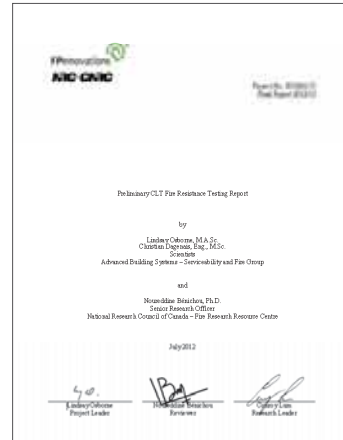 FPInnovations
NRC-CNRC
Preliminary CLT Fire Resistance Testing Report
by
Lindsay Osborne, M.A.Sc.
Christian Dagenais, Eng., M.Sc.
Scientists
Advanced Building Systems – Serviceability and Fire Group
and
Noureddine Bénichou, Ph.D.
Senior Research Officer
National Research Council of Canada – Fire Research Resource Centre
July 2012
Lindsay Osborne
Project Leader
Noureddine Bénichou
Reviewer
Research Leader